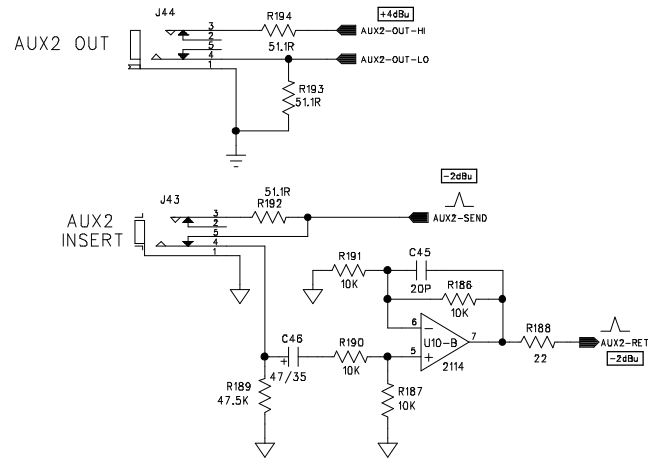 J44
R194
+4dBu
3
2
5
4
1
51.1R
AUX2-OUT-HI
AUX2-OUT-LO
AUX2 OUT
R193
51.1R
51.1R
-2dBu
J43
R192
3
2
5
4
1
AUX2-SEND
AUX2
INSERT
R191
10K
C45
20P
R186
10K
C46
+
47/35
R190
10K
6
-
5
+
U10-B
7
2114
R188
22
AUX2-RET
-2dBu
R189
47.5K
R187
10K